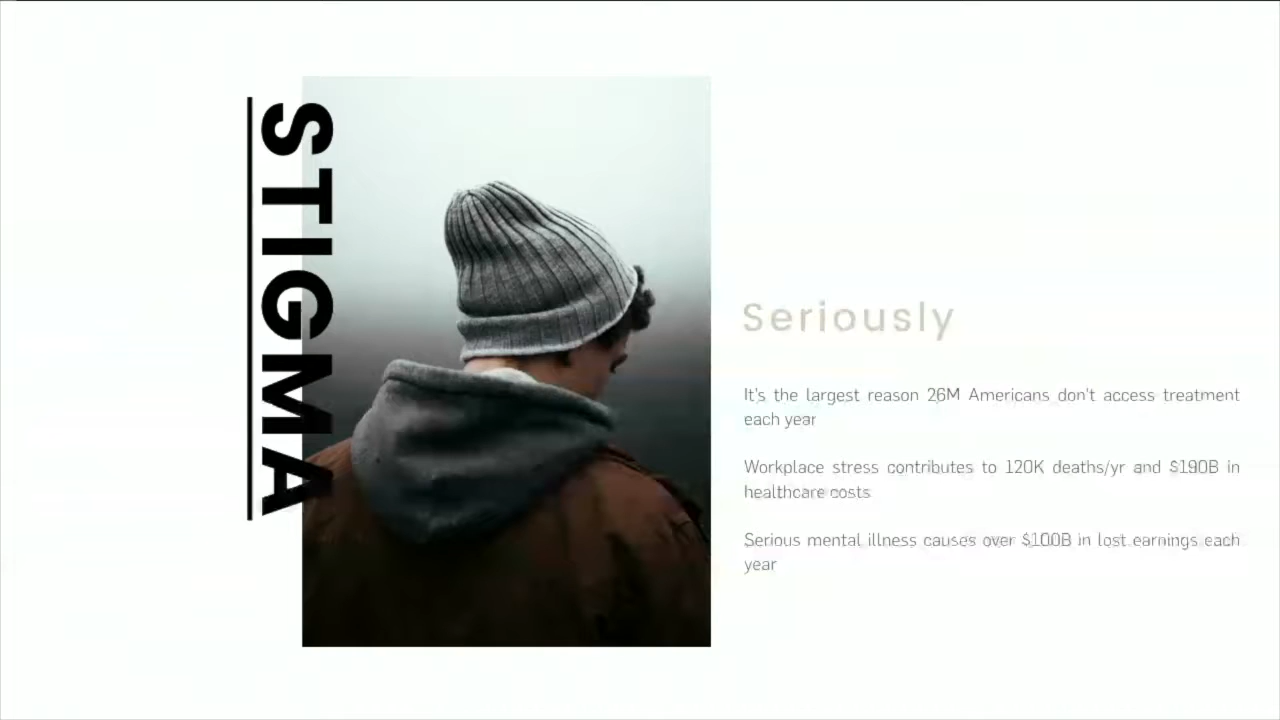 STIGMA
Seriously
It's the largest reason 26M Americans don't access treatment
each year
Workplace stress contributes to 120K deaths/yr and $190B in
healthcare costs
Serious mental illness causes over $100B in lost earnings each
year